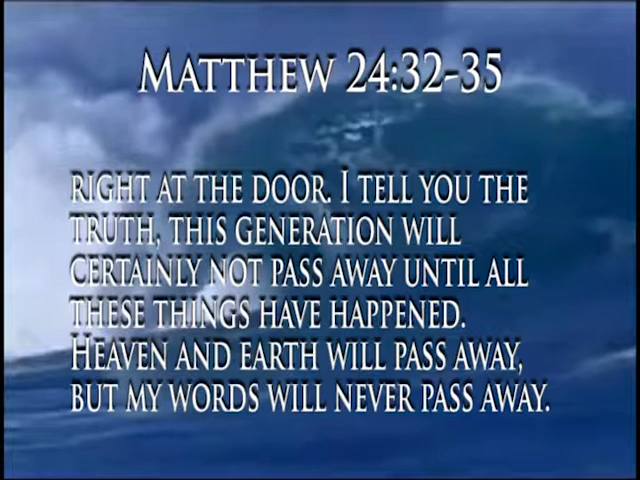 MATTHEW 24:32-35
RIGHT AT THE DOOR. I TELL YOU THE
TRUTH, THIS GENERATION WILL
CERTAINLY NOT PASS AWAY UNTIL ALL
THESE THINGS HAVE HAPPENED.
HEAVEN AND EARTH WILL PASS AWAY,
BUT MY WORDS WILL NEVER PASS AWAY.